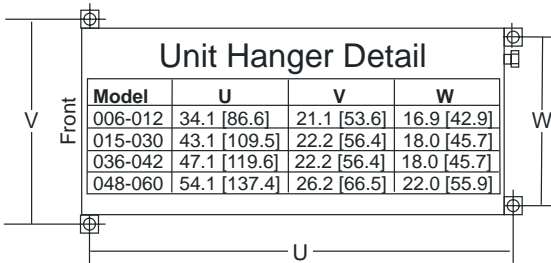 Unit Hanger Detail
Model U V W
006-012 34.1 [86.6] 21.1 [53.6] 16.9 [42.9]
015-030 43.1 [109.5] 22.2 [56.4] 18.0 [45.7]
036-042 47.1 [119.6] 22.2 [56.4] 18.0 [45.7]
048-060 54.1 [137.4] 26.2 [66.5] 22.0 [55.9]
Front
V
W
U